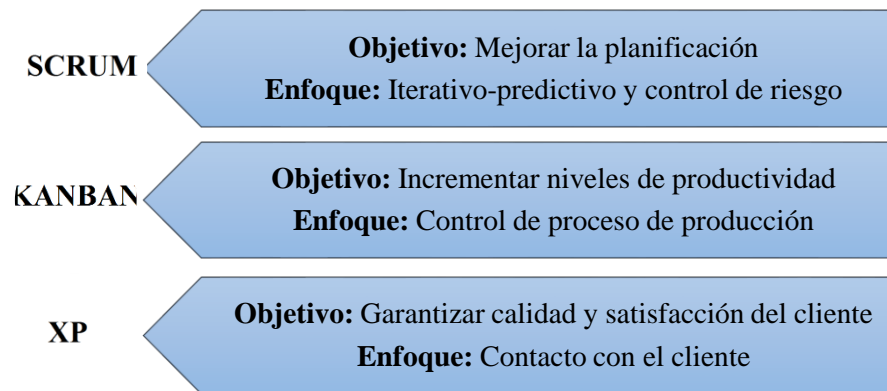 SCRUM
Objetivo: Mejorar la planificación
Enfoque: Iterativo-predictivo y control de riesgo
KANBAN
Objetivo: Incrementar niveles de productividad
Enfoque: Control de proceso de producción
XP
Objetivo: Garantizar calidad y satisfacción del cliente
Enfoque: Contacto con el cliente